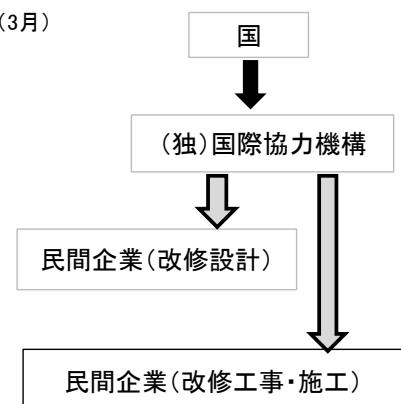 （3月）
国
（独）国際協力機構
民間企業（改修設計）
民間企業（改修工事・施工）